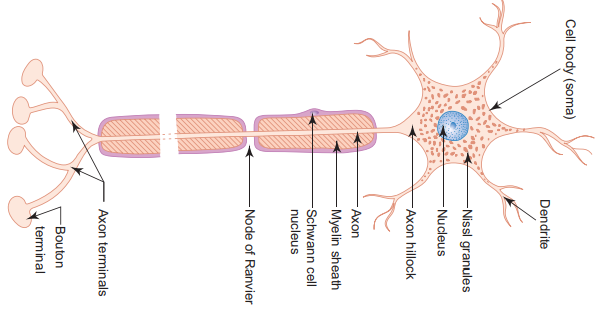 Cell body (soma)
Dendrite
Nissl granules
Nucleus
Axon hillock
Axon
Myelin sheath
Schwann cell
nucleus
Node of Ranvier
Axon terminals
Bouton
terminal